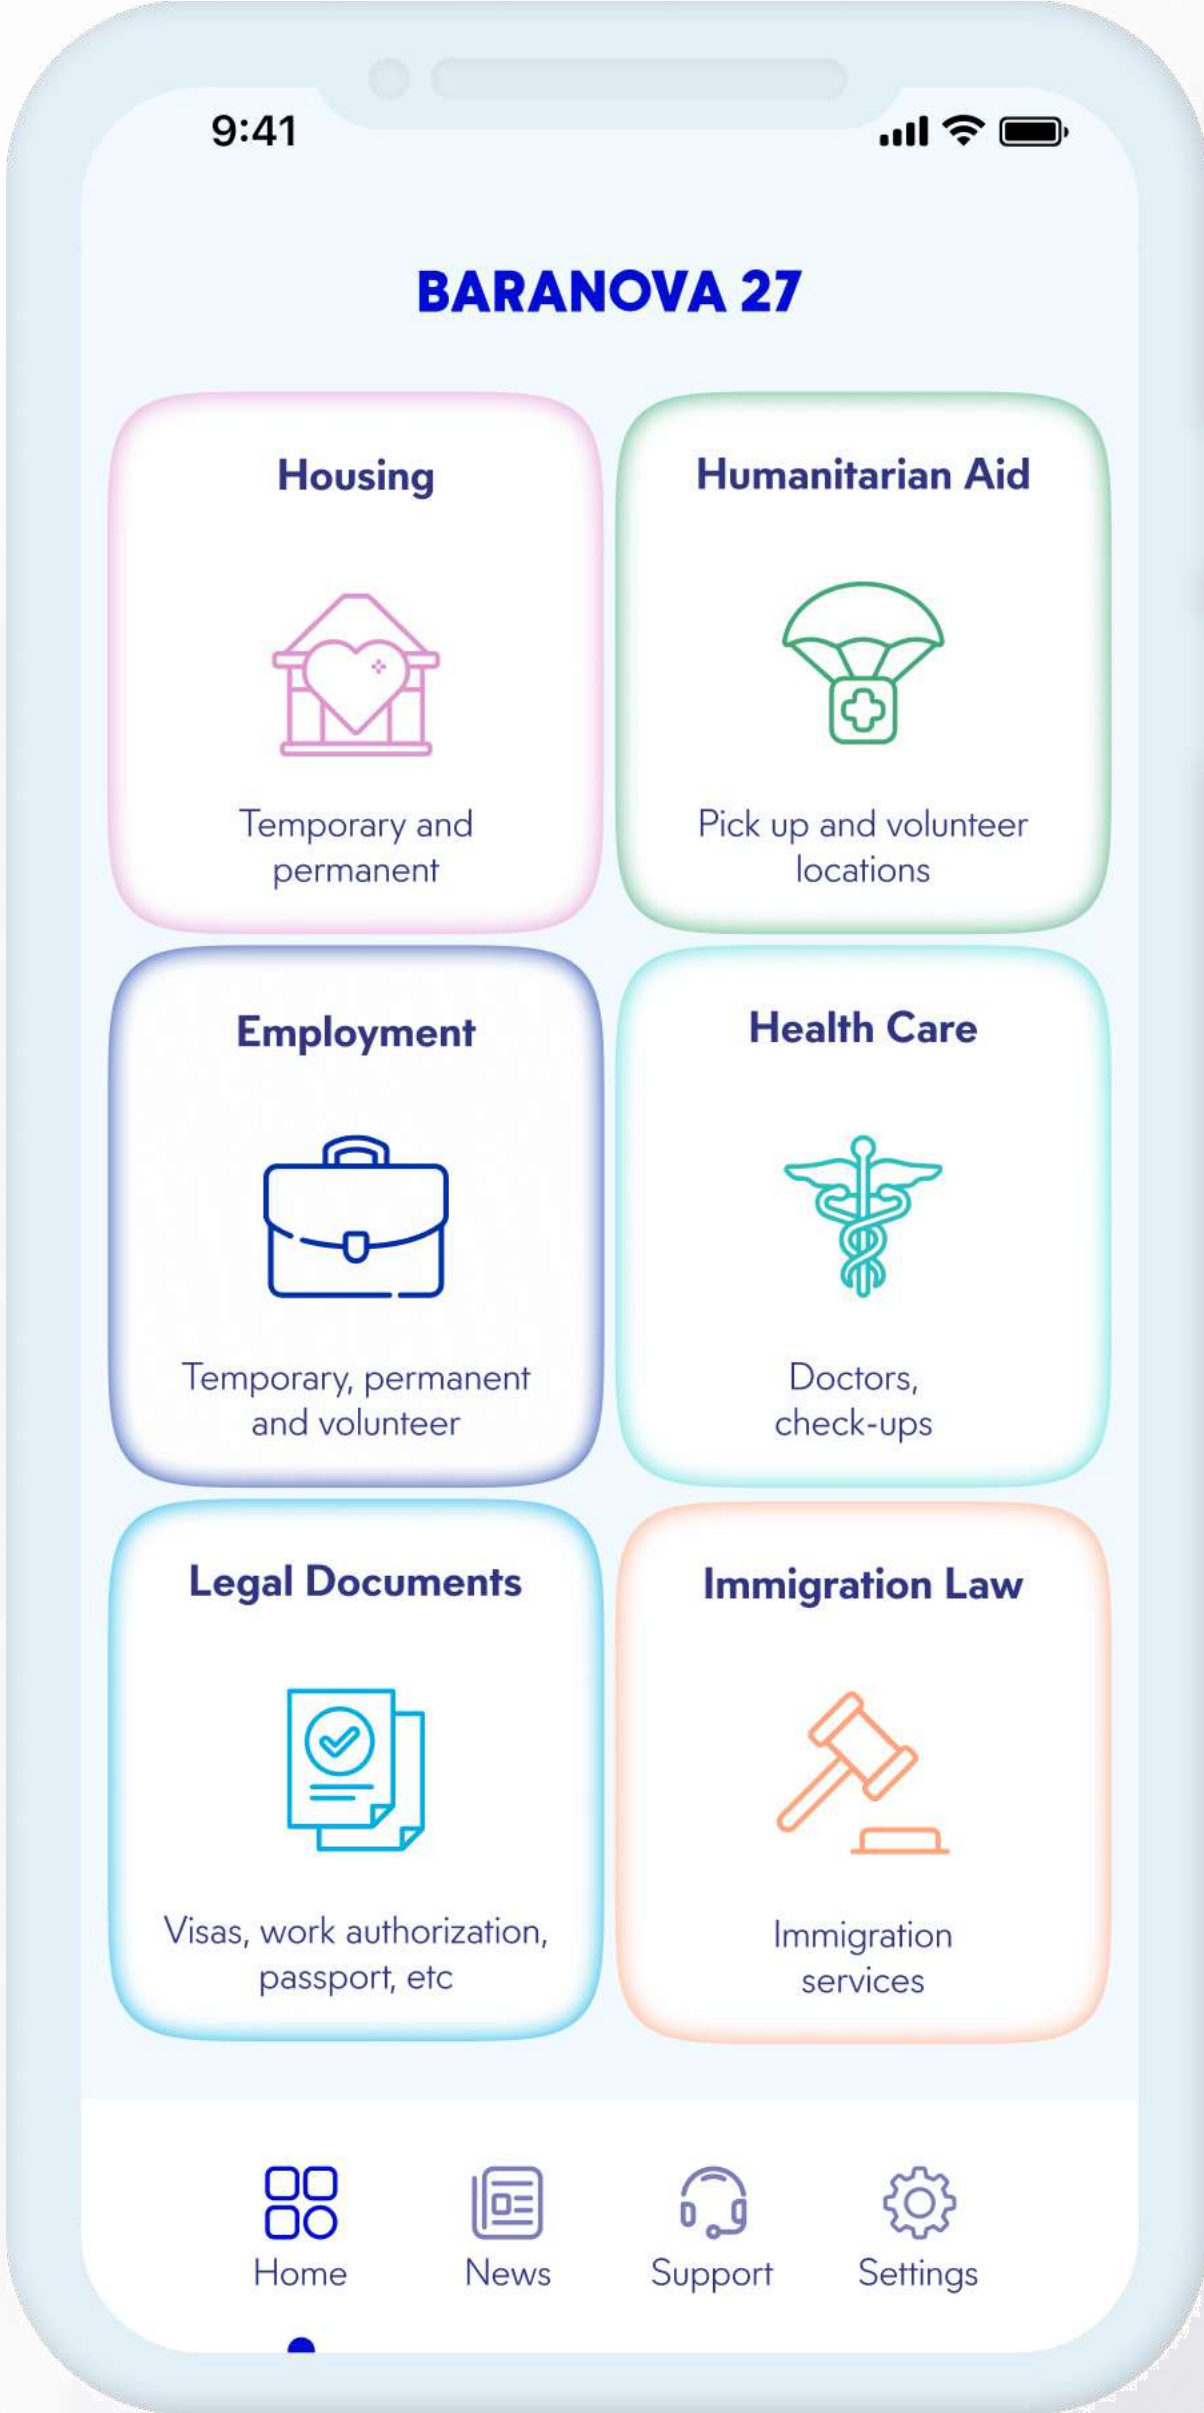 9:41
BARANOVA 27
Housing
Temporary and
permanent
Humanitarian Aid
Pick up and volunteer
locations
Employment
Temporary, permanent
and volunteer
Health Care
Doctors,
check-ups
Legal Documents
Visas, work authorization,
passport, etc
Immigration Law
Immigration
services
Home
News
Support
Settings